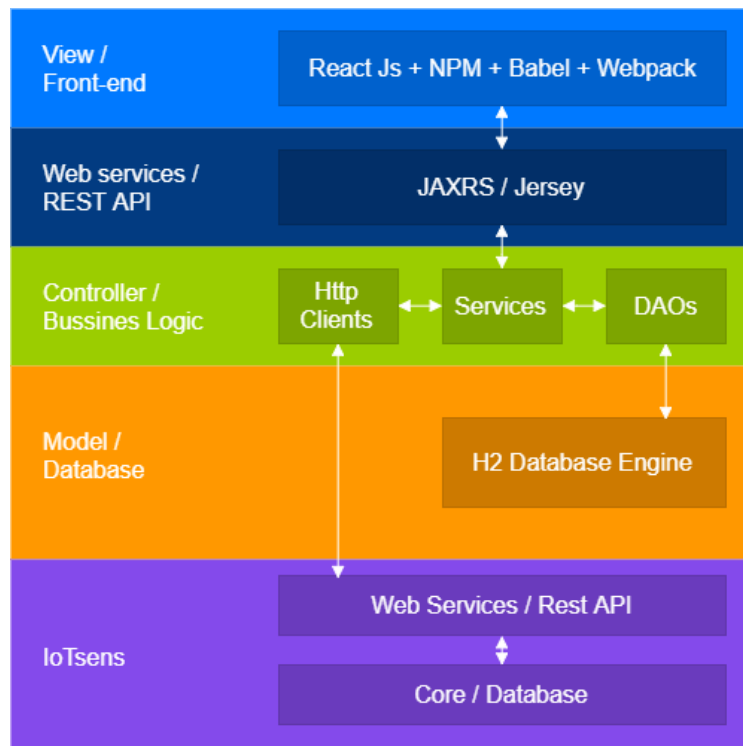 View /
Front-end
React Js + NPM + Babel + Webpack
Web services /
REST API
JAXRS / Jersey
Controller /
Bussines Logic
Http
Clients
Services
DAOs
Model /
Database
H2 Database Engine
IoTsens
Web Services / Rest API
Core / Database